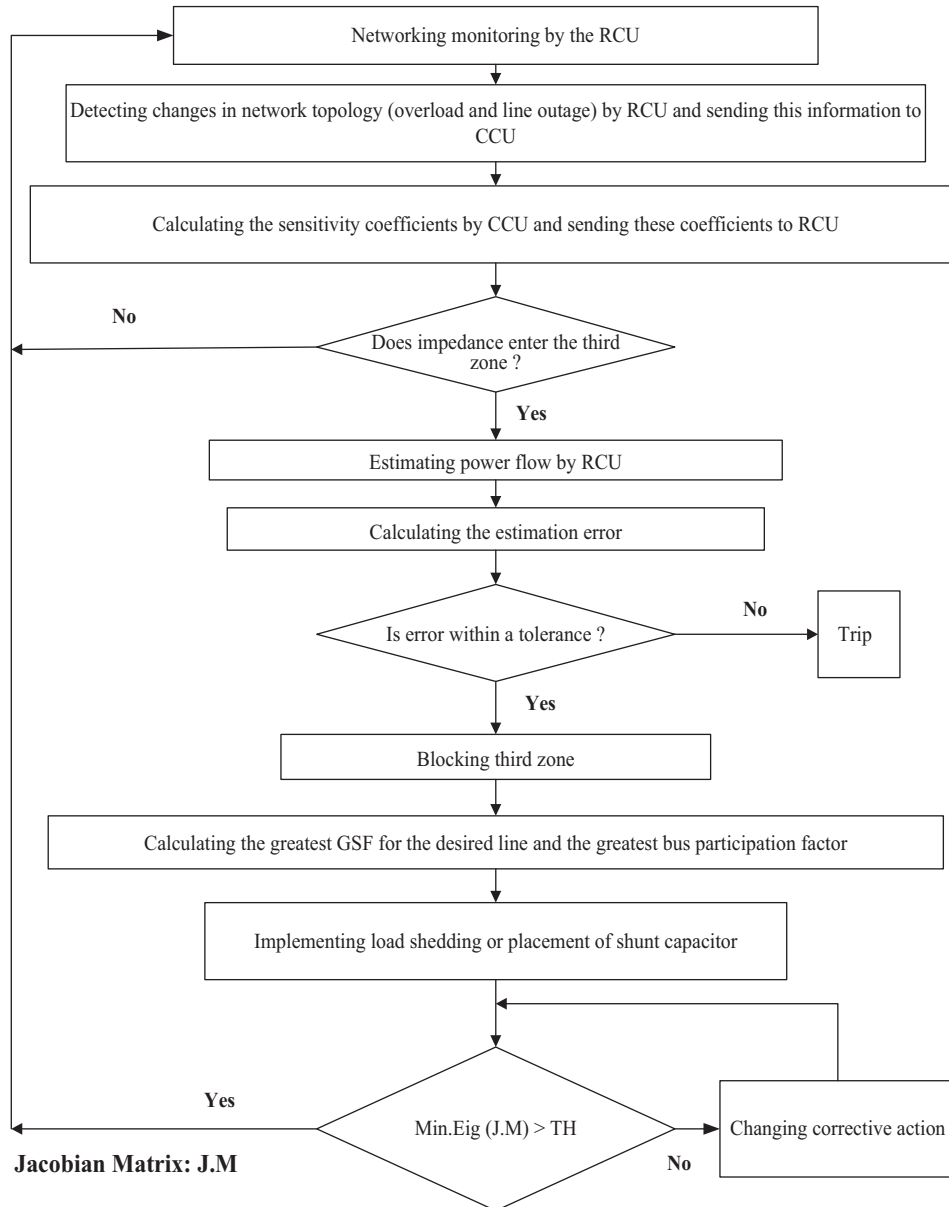 Networking monitoring by the RCU
Detecting changes in network topology (overload and line outage) by RCU and sending this information to
CCU
Calculating the sensitivity coefficients by CCU and sending these coefficients to RCU
No
Does impedance enter the third
zone ?
Yes
Estimating power flow by RCU
Calculating the estimation error
Is error within a tolerance ?
No
Trip
Yes
Blocking third zone
Calculating the greatest GSF for the desired line and the greatest bus participation factor
Implementing load shedding or placement of shunt capacitor
Yes
Min.Eig (J.M) > TH
No
Changing corrective action
Jacobian Matrix: J.M